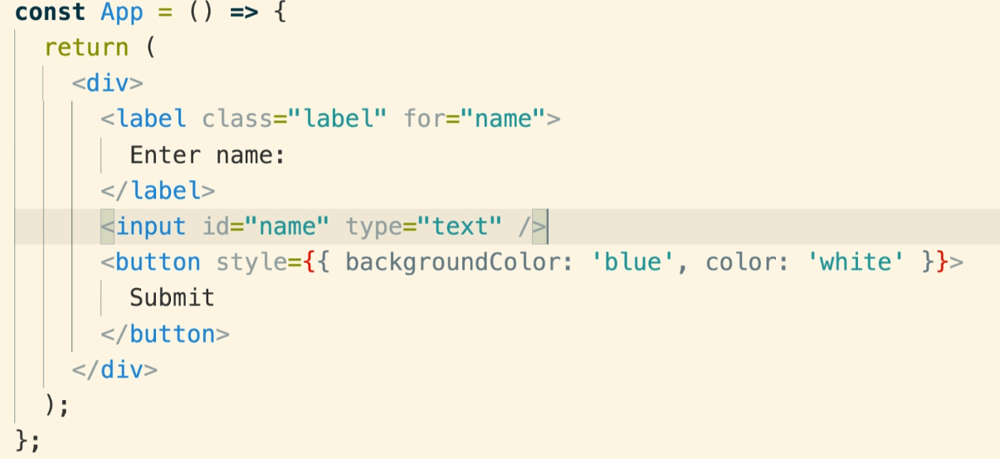 const App = () => {
return (
<div>
<label class="label" for="name">
Enter name:
</label>
<input id="name" type="text" />
<button style={{ backgroundColor: 'blue', color: 'white' }}>
Submit
</button>
</div>
);
};